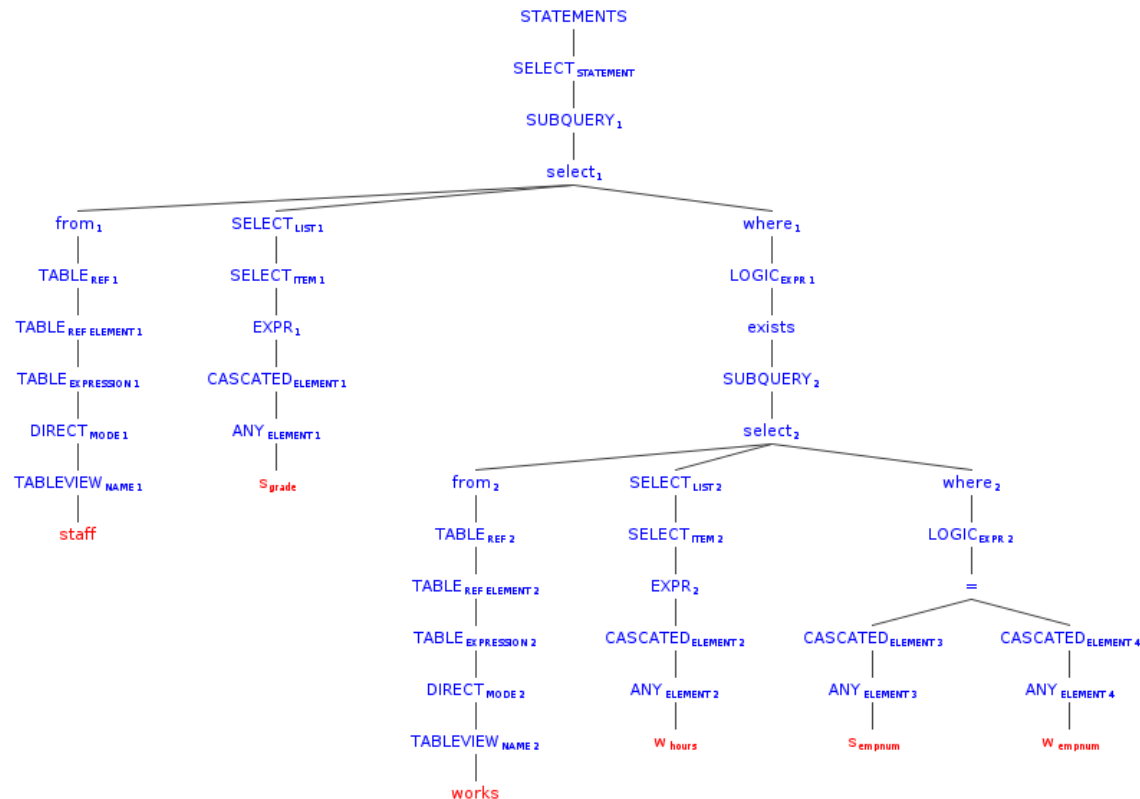 STATEMENTS
SELECT STATEMENT
SUBQUERY 1
select 1
from 1 SELECT LIST 1 where 1
TABLE REF 1 SELECT ITEM 1 LOGIC EXPR 1
TABLE REF ELEMENT 1 EXPR 1 exists
TABLE EXPRESSION 1 CASCATED ELEMENT 1 SUBQUERY 2
DIRECT MODE 1 ANY ELEMENT 1 select 2
TABLEVIEW NAME 1 s grade from 2 SELECT LIST 2 where 2
staff TABLE REF 2 SELECT ITEM 2 LOGIC EXPR 2
TABLE REF ELEMENT 2 EXPR 2 =
TABLE EXPRESSION 2 CASCATED ELEMENT 2 CASCATED ELEMENT 3 CASCATED ELEMENT 4
DIRECT MODE 2 ANY ELEMENT 2 ANY ELEMENT 3 ANY ELEMENT 4
TABLEVIEW NAME 2 w hours s empnum w empnum
works